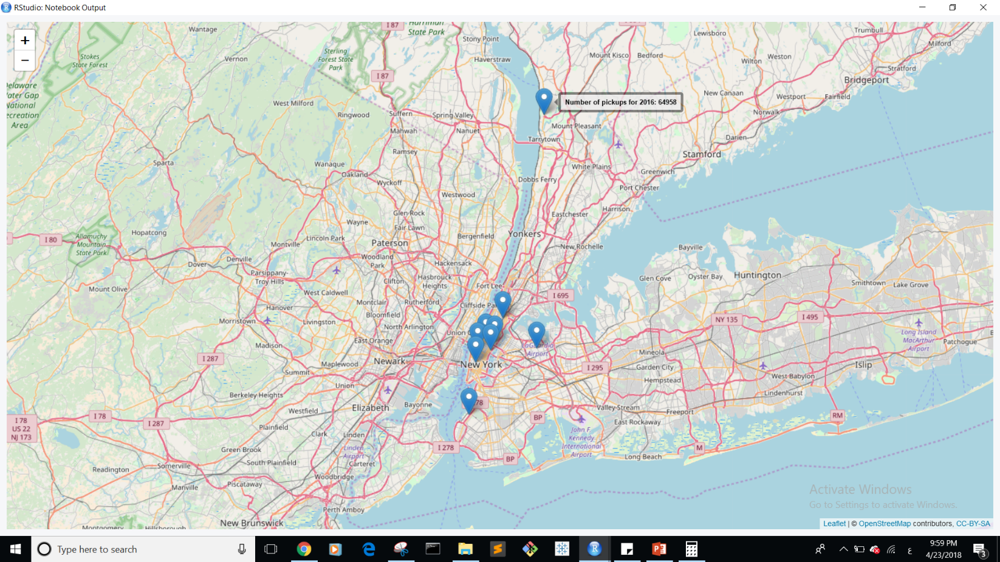 RStudio: Notebook Output
+
−
Wantage
I 87
Harriman
State Park
Stony Point
Lewisboro
Trumbull
Milford
Stokes
State Forest
Vernon
Sterling
Forest State
Park
Haverstraw
Mount Kisco
Bedford
Wilton
Weston
Stratford
Bridgeport
I 87
Delaware
Water Gap
National
Recreation
Area
West Milford
Ringwood
Suffern
Spring Valley
Number of pickups for 2016: 64958
New Canaan
Westport
Fairfield
Norwalk
Mahwah
Nanuet
Mount Pleasant
Tarrytown
Darien
Ramsey
Stamford
Sparta
Wanaque
Oakland
Wyckoff
White Plains
Greenwich
Dobbs Ferry
Port Chester
Westwood
Harrison
Glen Rock
Eastchester
Wayne
Fair Lawn
Hopatcong
Allamuchy
Mountain
State Park
I 80
Lincoln Park
Bergenfield
Yonkers
Montville
Paterson
New Rochelle
Bayville
Denville
Dover
Woodland
Park
Hackensack
Parsippany-
Troy Hills
Clifton
Hasbrouck
Heights
Fort Lee
Glen Cove
Oyster Bay
Huntington
Smithtown
Lake Grove
Mount Olive
West Caldwell
Montclair
Rutherford
Cliffside Pa
I 695
Hanover
Bloomfield
Morristown
Livingston
North Arlington
Union C
NY 135
I 495
East Orange
LaGuardia
Airport
Long Island
MacArthur
Airport
Patchogue
Madison
Mineola
I 287
Maplewood
Newark
New York
I 295
Garden City
Islip
Summit
Hempstead
West Babylon
Union
Lindenhurst
Berkeley Heights
Elizabeth
Bayonne
78
Valley Stream
Freeport
Westfield
BP
East Rockaway
RM
I 78
I 78
US 22
NJ 173
I 287
Plainfield
Clark
Linden
Linden
Airport
I 278
John F.
Kennedy
International
Airport
M
Long Beach
Green Brook
BP
South Plainfield
Carteret
Readington
Somerville
Woodbridge
Manville
Piscataway
Perth Amboy
New Brunswick
Montgomery
Hillsborough
Activate Windows
Go to Settings to activate Windows.
Leaflet | © OpenStreetMap contributors, CC-BY-SA
Type here to search
ع
9:59 PM
4/23/2018
3